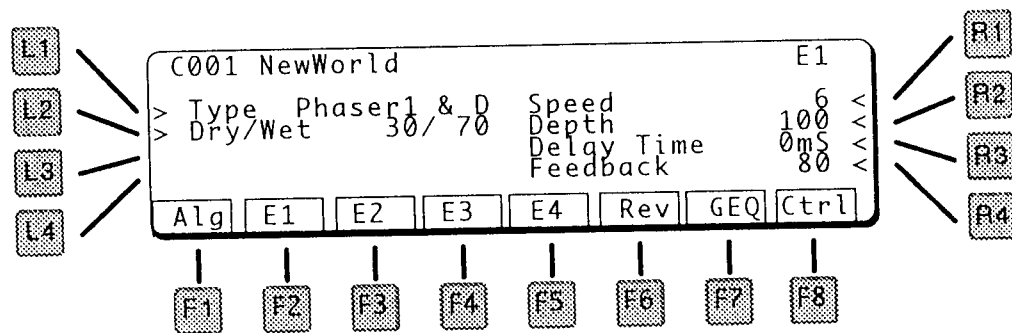 L1
R1
C001 NewWorld E1
L2
R2
> Type Phaser1 & D Speed 6 <
> Dry/Wet 30/ 70 Depth 100 <
Delay Time 0mS <
Feedback 80 <
L3
R3
L4
R4
Alg E1 E2 E3 E4 Rev GEQ Ctrl
F1 F2 F3 F4 F5 F6 F7 F8